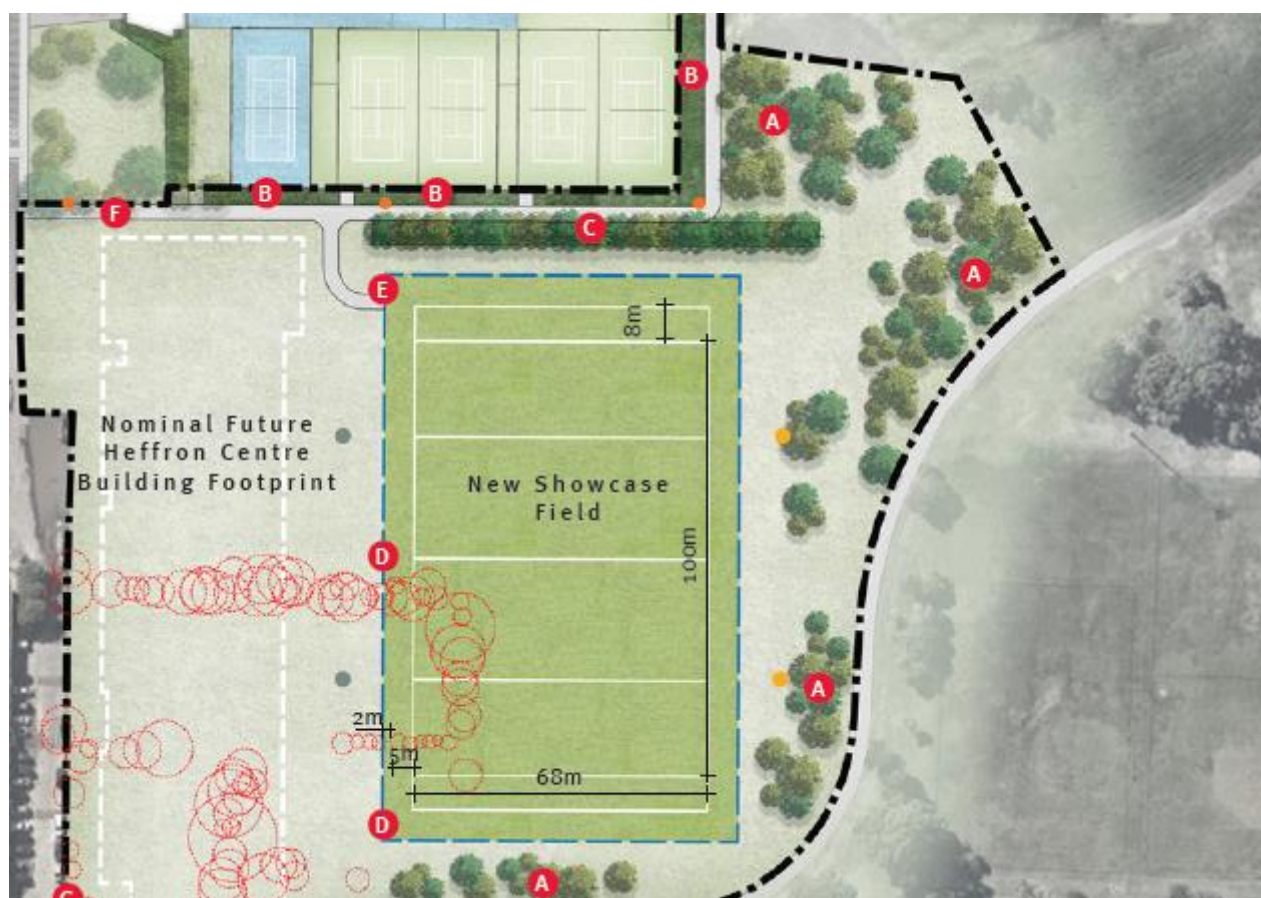 B
A
B
B
F
C
A
E
8m
Nominal Future
Heffron Centre
Building Footprint
New Showcase
Field
100m
D
A
2m
5m
68m
D
A